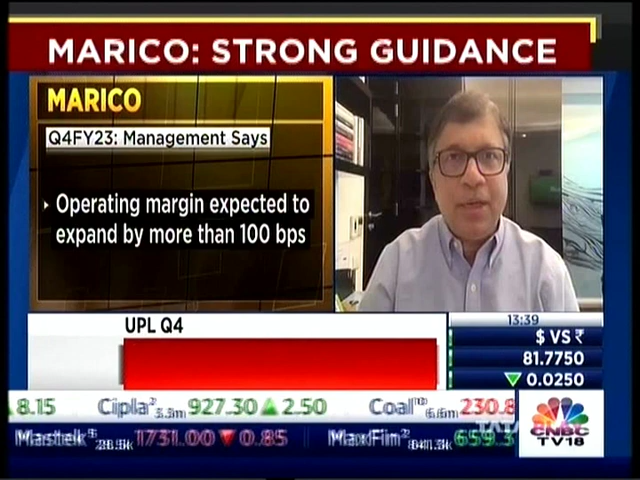 MARICO: STRONG GUIDANCE
MARICO
Q4FY23: Management Says
Operating margin expected to
expand by more than 100 bps
UPL Q4
13:39
$ VS ₹
81.7750
▼ 0.0250
8.15 Cipla 927.30 ▲ 2.50 Coal 230.8
Mastek 1731.00 ▼ 0.85 MaxFin 659.3
CNBC
TV18